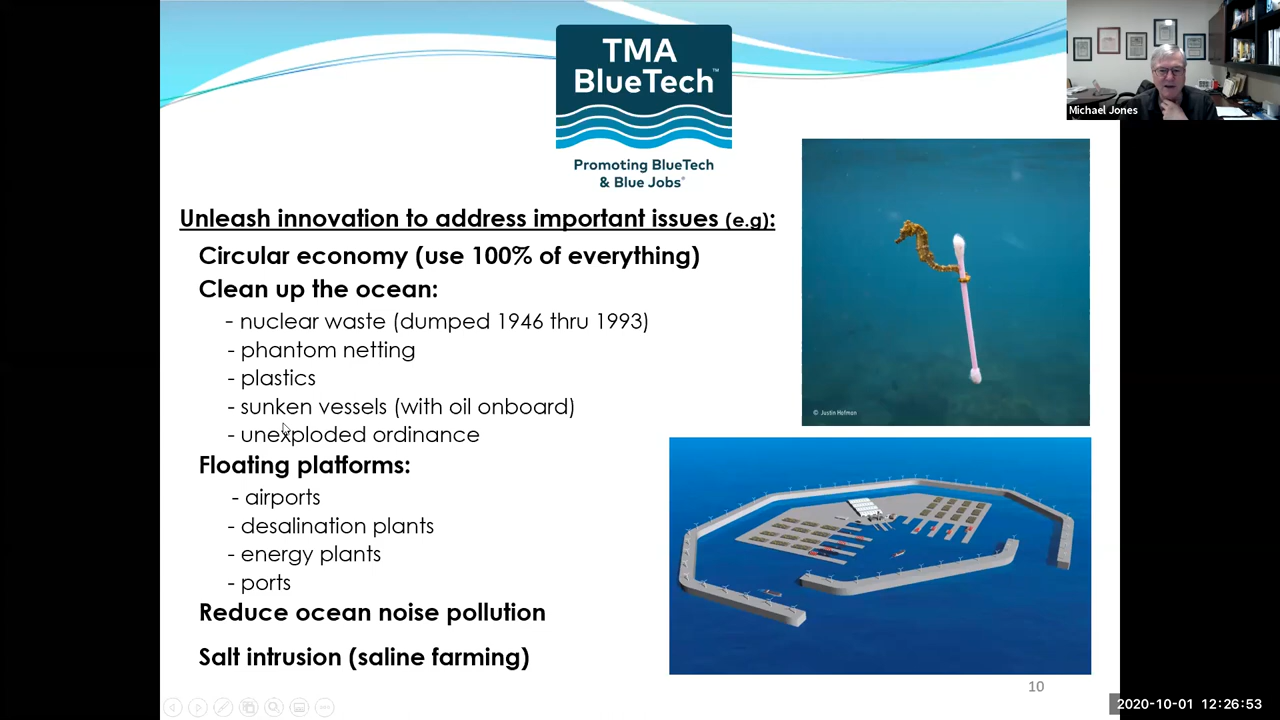 TMA
BlueTech™
Promoting BlueTech
& Blue Jobs®
Michael Jones
Unleash innovation to address important issues (e.g):
Circular economy (use 100% of everything)
Clean up the ocean:
- nuclear waste (dumped 1946 thru 1993)
- phantom netting
- plastics
- sunken vessels (with oil onboard)
- unexploded ordinance
Floating platforms:
- airports
- desalination plants
- energy plants
- ports
Reduce ocean noise pollution
Salt intrusion (saline farming)
© Justin Hofman
10
2020-10-01 12:26:53